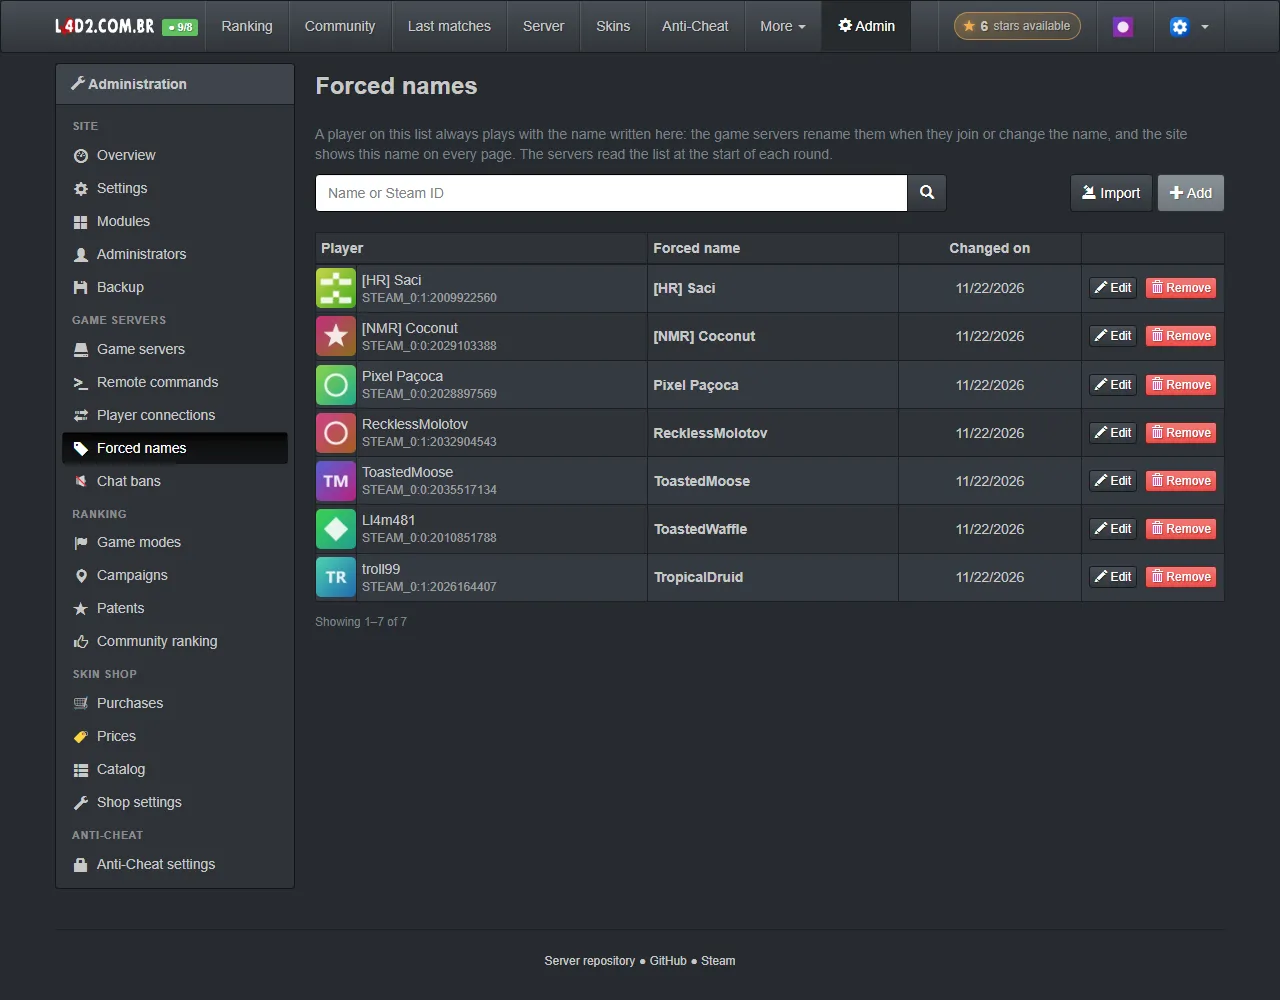 L4D2.COM.BR ● 9/8 Ranking Community Last matches Server Skins Anti-Cheat More Admin ★ 6 stars available
Administration
SITE
Overview
Settings
Modules
Administrators
Backup
GAME SERVERS
Game servers
Remote commands
Player connections
Forced names
Chat bans
RANKING
Game modes
Campaigns
Patents
Community ranking
SKIN SHOP
Purchases
Prices
Catalog
Shop settings
ANTI-CHEAT
Anti-Cheat settings
Forced names
A player on this list always plays with the name written here: the game servers rename them when they join or change the name, and the site
shows this name on every page. The servers read the list at the start of each round.
Name or Steam ID
Import Add
Player Forced name Changed on
[HR] Saci
STEAM_0:1:2009922560
[HR] Saci 11/22/2026 Edit Remove
[NMR] Coconut
STEAM_0:0:2029103388
[NMR] Coconut 11/22/2026 Edit Remove
Pixel Paçoca
STEAM_0:0:2028897569
Pixel Paçoca 11/22/2026 Edit Remove
RecklessMolotov
STEAM_0:1:2032904543
RecklessMolotov 11/22/2026 Edit Remove
TM
ToastedMoose
STEAM_0:0:2035517134
ToastedMoose 11/22/2026 Edit Remove
Ll4m481
STEAM_0:0:2010851788
ToastedWaffle 11/22/2026 Edit Remove
TR
troll99
STEAM_0:1:2026164407
TropicalDruid 11/22/2026 Edit Remove
Showing 1–7 of 7
Server repository ● GitHub ● Steam